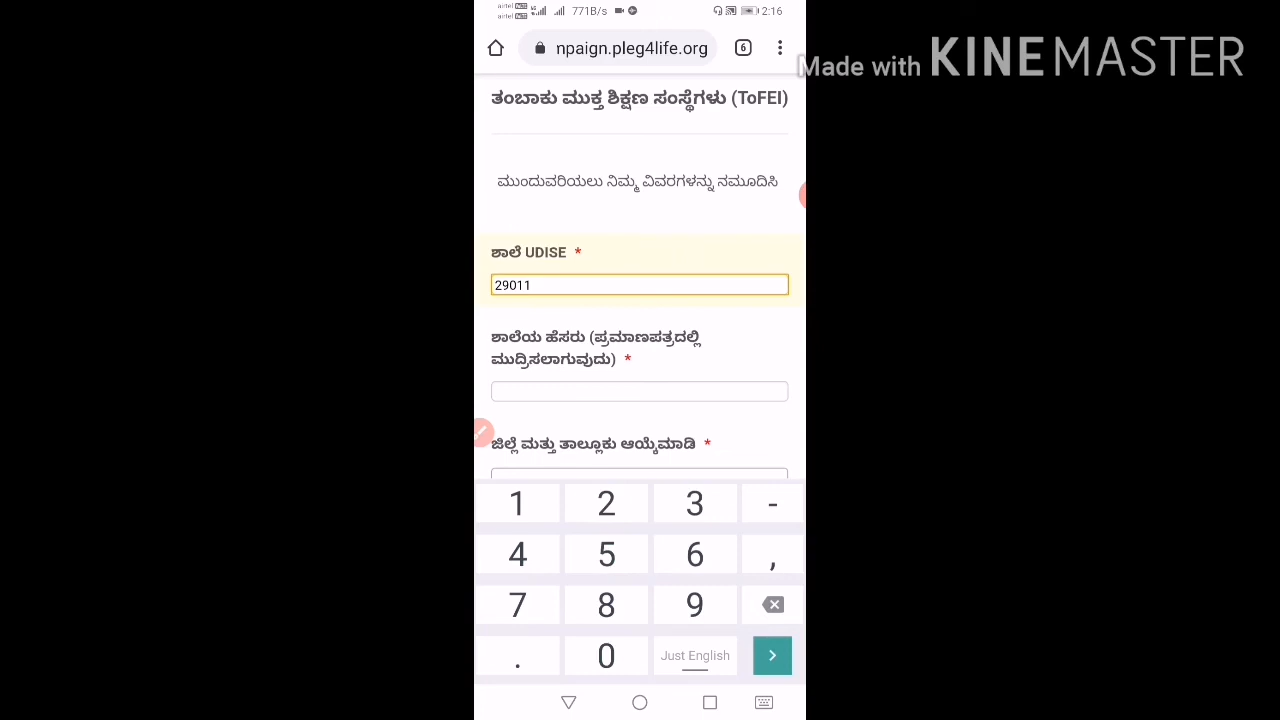 airtel airtel 771B/s 2:16
npaign.pleg4life.org 6
Made with KINEMASTER
ತಂಬಾಕು ಮುಕ್ತ ಶಿಕ್ಷಣ ಸಂಸ್ಥೆಗಳು (ToFEI)
ಮುಂದುವರಿಯಲು ನಿಮ್ಮ ವಿವರಗಳನ್ನು ನಮೂದಿಸಿ
ಶಾಲೆ UDISE *
29011
ಶಾಲೆಯ ಹೆಸರು (ಪ್ರಮಾಣಪತ್ರದಲ್ಲಿ
ಮುದ್ರಿಸಲಾಗುವುದು) *
ಜಿಲ್ಲೆ ಮತ್ತು ತಾಲ್ಲೂಕು ಆಯ್ಕೆಮಾಡಿ *
1 2 3 -
4 5 6 ,
7 8 9
. 0 Just English